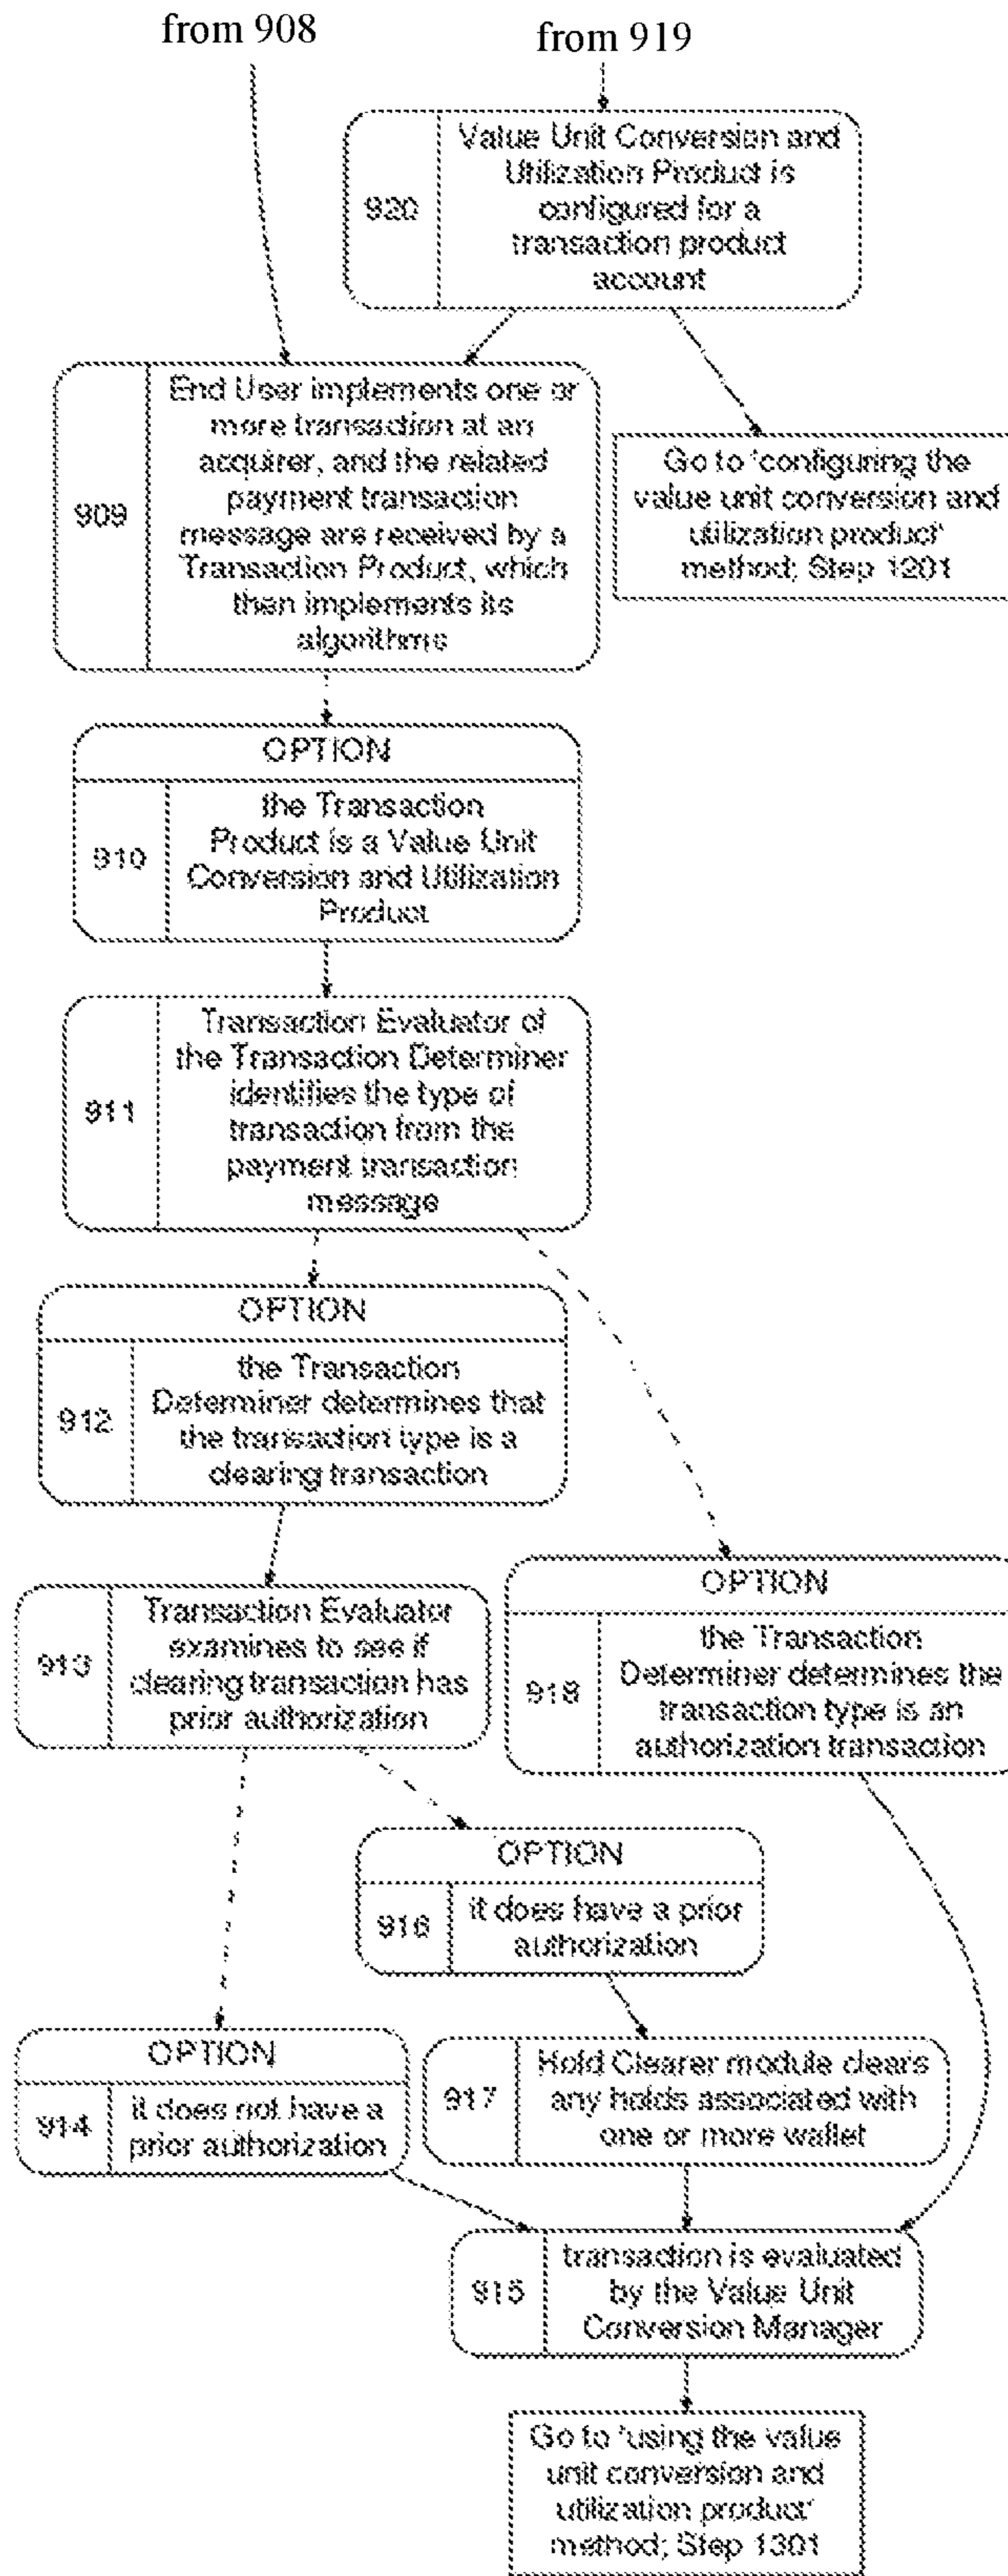 from 908
from 919
920
Value Unit Conversion and
Utilization Product is
configured for a
transaction product
account
909
End User implements one or
more transaction at an
acquirer, and the related
payment transaction
message are received by a
Transaction Product, which
then implements its
algorithms
Go to 'configuring the
value unit conversion and
utilization product'
method; Step 1201
OPTION
910
the Transaction
Product is a Value Unit
Conversion and Utilization
Product
911
Transaction Evaluator of
the Transaction Determiner
identifies the type of
transaction from the
payment transaction
message
OPTION
912
the Transaction
Determiner determines that
the transaction type is a
clearing transaction
913
Transaction Evaluator
examines to see if
clearing transaction has
prior authorization
OPTION
918
the Transaction
Determiner determines the
transaction type is an
authorization transaction
OPTION
916
it does have a prior
authorization
OPTION
914
it does not have a
prior authorization
917
Hold Clearer module clears
any holds associated with
one or more wallet
915
transaction is evaluated
by the Value Unit
Conversion Manager
Go to 'using the value
unit conversion and
utilization product'
method; Step 1301